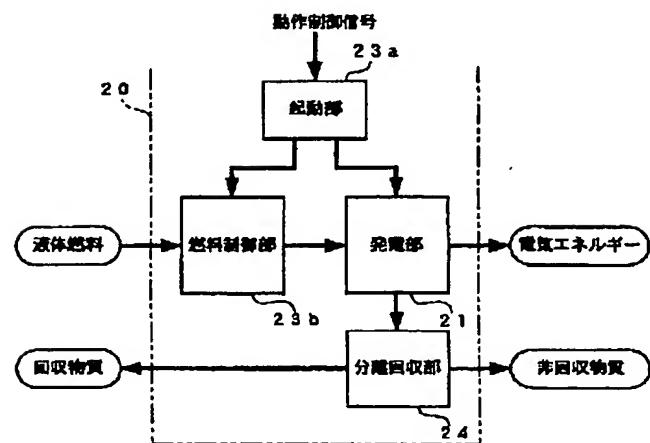 動作制御信号
23a
20
起動部
液体燃料
燃料制御部
発電部
電気エネルギー
23b
21
回収物質
分離回収部
非回収物質
24